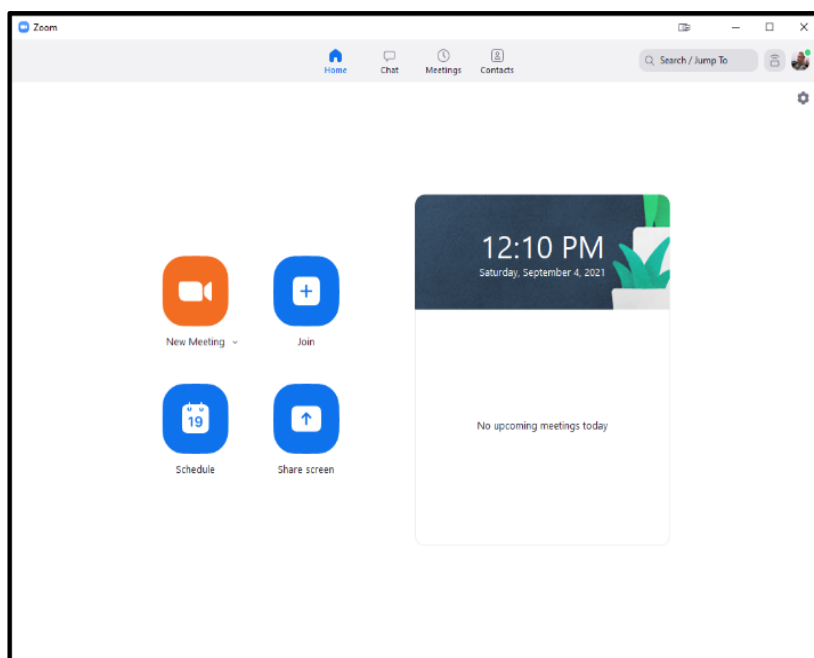 Zoom
Home
Chat
Meetings
Contacts
Search / Jump To
12:10 PM
Saturday, September 4, 2021
New Meeting
Join
19
Schedule
Share screen
No upcoming meetings today